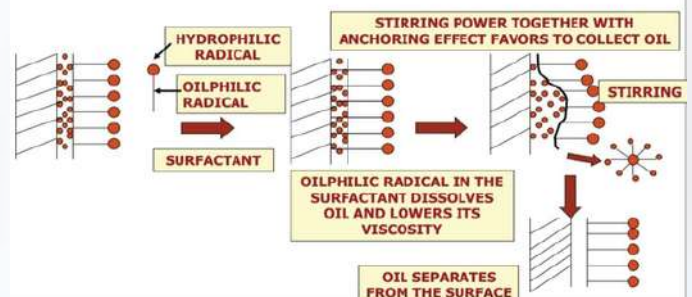 HYDROPHILIC
RADICAL
OILPHILIC
RADICAL
SURFACTANT
STIRRING POWER TOGETHER WITH
ANCHORING EFFECT FAVORS TO COLLECT OIL
STIRRING
OILPHILIC RADICAL IN THE
SURFACTANT DISSOLVES
OIL AND LOWERS ITS
VISCOSITY
OIL SEPARATES
FROM THE SURFACE